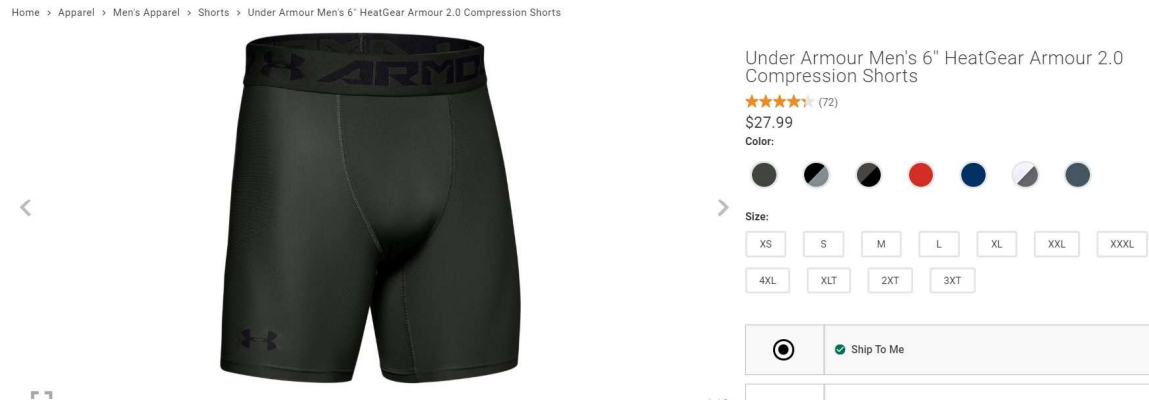 Home > Apparel > Men's Apparel > Shorts > Under Armour Men's 6" HeatGear Armour 2.0 Compression Shorts
ARMO
Under Armour Men's 6" HeatGear Armour 2.0
Compression Shorts
(72)
$27.99
Color:
Size:
XS S M L XL XXL XXXL
4XL XLT 2XT 3XT
Ship To Me